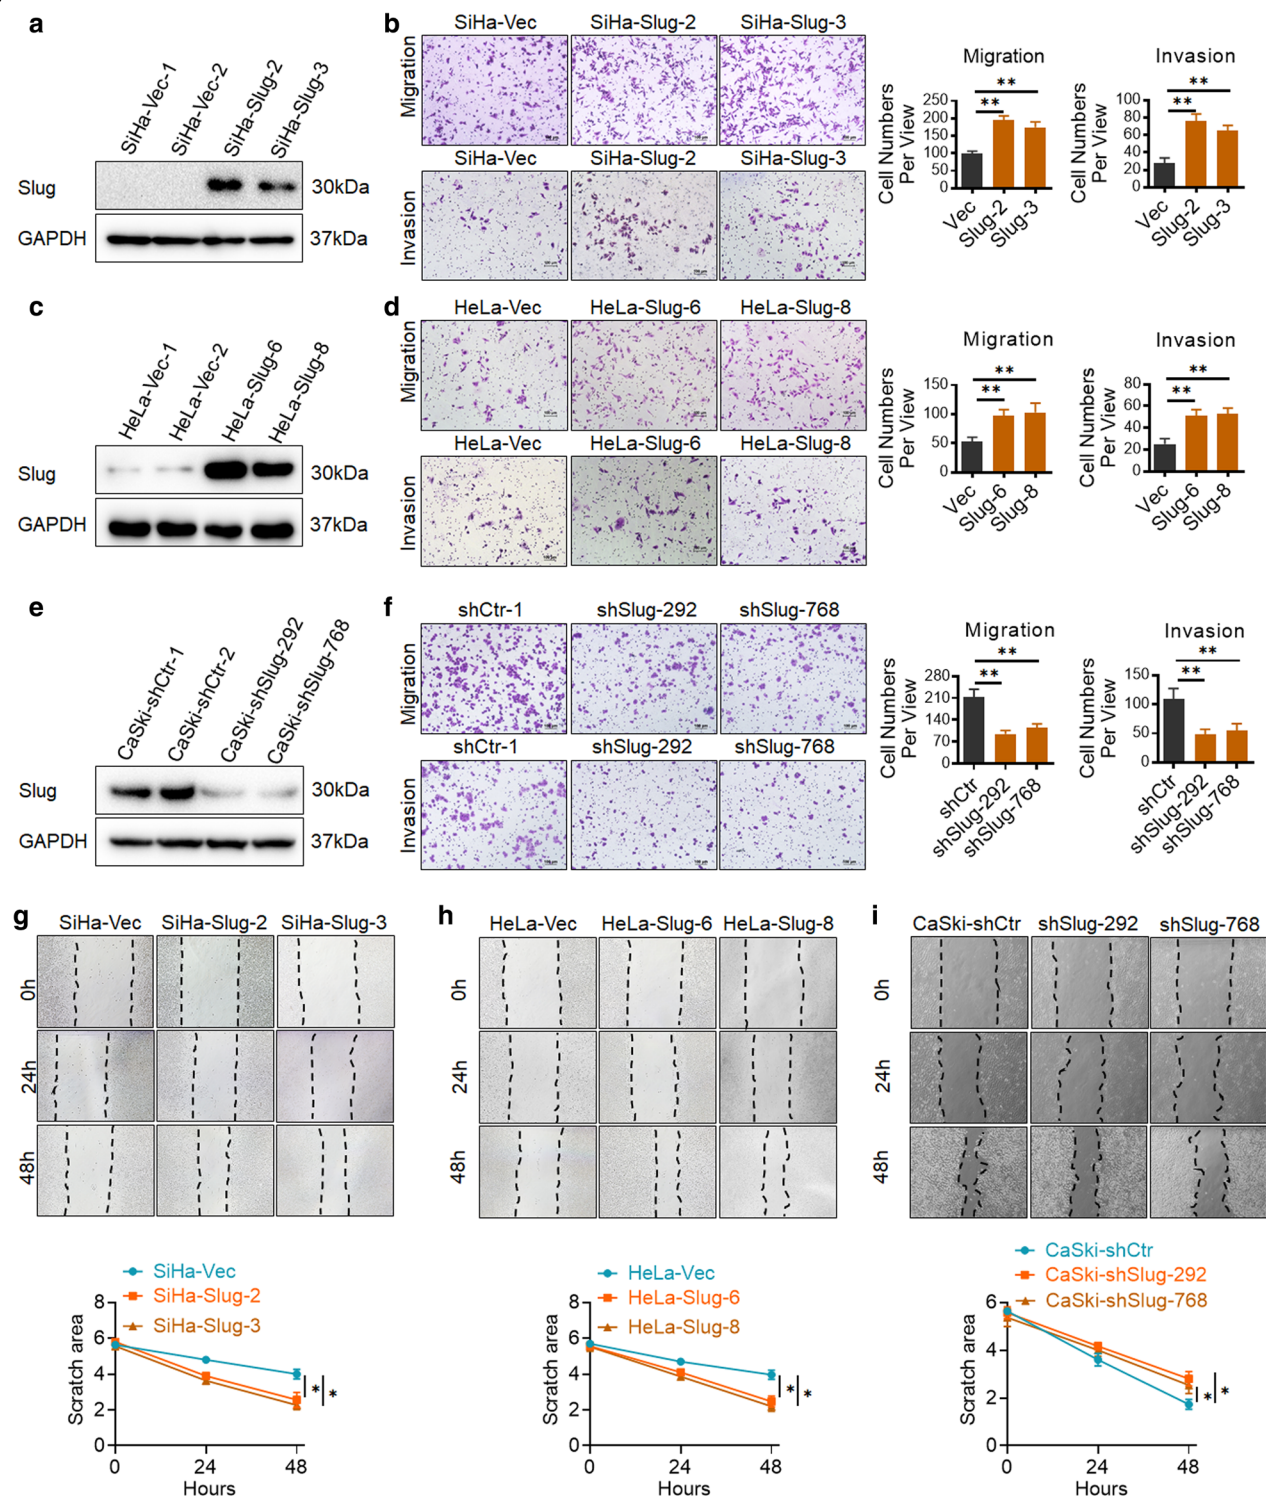 a
SiHa-Vec-1
SiHa-Vec-2
SiHa-Slug-2
SiHa-Slug-3
Slug
30kDa
GAPDH
37kDa
b
SiHa-Vec
SiHa-Slug-2
SiHa-Slug-3
Migration
SiHa-Vec
SiHa-Slug-2
SiHa-Slug-3
Invasion
Migration
**
**
Cell Numbers
Per View
250
200
150
100
50
0
Vec
Slug-2
Slug-3
Invasion
**
**
Cell Numbers
Per View
100
80
60
40
20
0
Vec
Slug-2
Slug-3
c
HeLa-Vec-1
HeLa-Vec-2
HeLa-Slug-6
HeLa-Slug-8
Slug
30kDa
GAPDH
37kDa
d
HeLa-Vec
HeLa-Slug-6
HeLa-Slug-8
Migration
HeLa-Vec
HeLa-Slug-6
HeLa-Slug-8
Invasion
Migration
**
**
Cell Numbers
Per View
150
100
50
0
Vec
Slug-6
Slug-8
Invasion
**
**
Cell Numbers
Per View
80
60
40
20
0
Vec
Slug-6
Slug-8
e
CaSki-shCtr-1
CaSki-shCtr-2
CaSki-shSlug-292
CaSki-shSlug-768
Slug
30kDa
GAPDH
37kDa
f
shCtr-1
shSlug-292
shSlug-768
Migration
shCtr-1
shSlug-292
shSlug-768
Invasion
Migration
**
**
Cell Numbers
Per View
280
210
140
70
0
shCtr
shSlug-292
shSlug-768
Invasion
**
**
Cell Numbers
Per View
150
100
50
0
shCtr
shSlug-292
shSlug-768
g
SiHa-Vec
SiHa-Slug-2
SiHa-Slug-3
0h
24h
48h
SiHa-Vec
SiHa-Slug-2
SiHa-Slug-3
Scratch area
8
6
4
2
0
* *
0 24 48
Hours
h
HeLa-Vec
HeLa-Slug-6
HeLa-Slug-8
0h
24h
48h
HeLa-Vec
HeLa-Slug-6
HeLa-Slug-8
Scratch area
8
6
4
2
0
* *
0 24 48
Hours
i
CaSki-shCtr
shSlug-292
shSlug-768
0h
24h
48h
CaSki-shCtr
CaSki-shSlug-292
CaSki-shSlug-768
Scratch area
6
4
2
0
* *
0 24 48
Hours